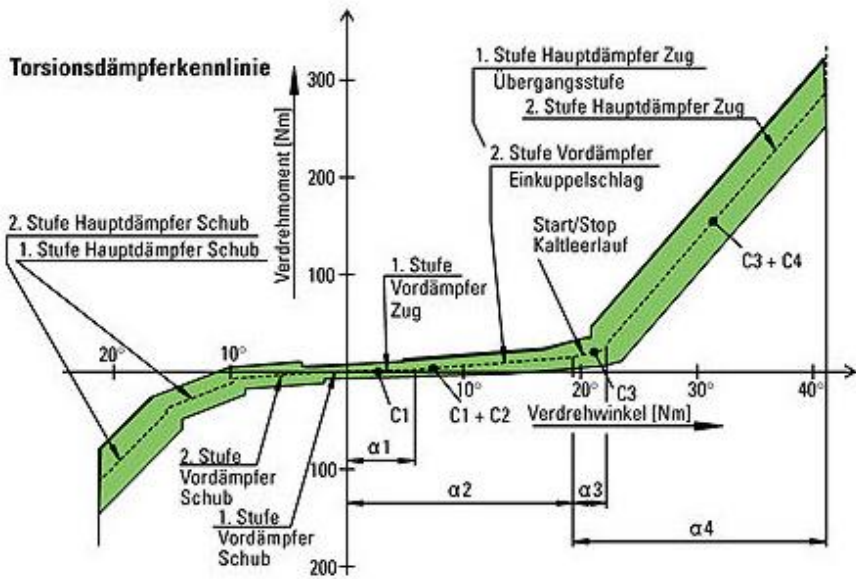 Torsionsdämpferkennlinie
Verdrehmoment [Nm]
300
200
100
100
200
1. Stufe Hauptdämpfer Zug
Übergangsstufe
2. Stufe Hauptdämpfer Zug
2. Stufe Vordämpfer
Einkuppelschlag
Start/Stop
Kaltleerlauf
2. Stufe Hauptdämpfer Schub
1. Stufe Hauptdämpfer Schub
1. Stufe
Vordämpfer
Zug
C3 + C4
20°
10°
10°
20°
30°
40°
C1
C1 + C2
C3
Verdrehwinkel [Nm]
2. Stufe
Vordämpfer
Schub
1. Stufe
Vordämpfer
Schub
α1
α2
α3
α4